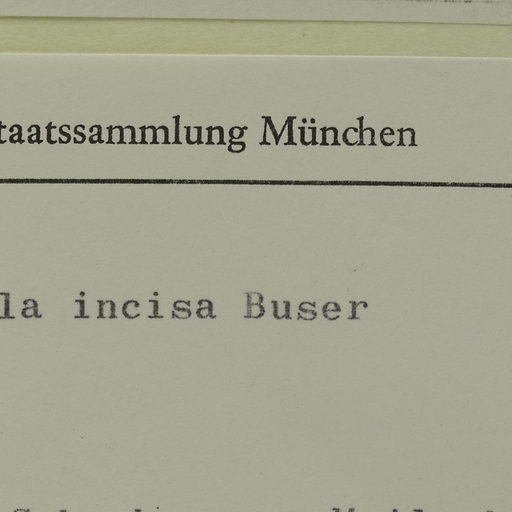 taatssammlung München
la incisa Buser